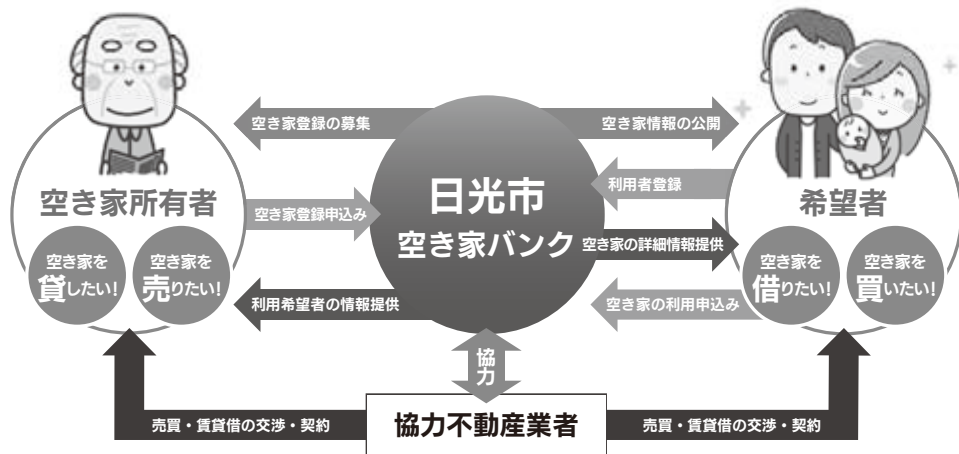 空き家登録の募集
空き家情報の公開
空き家所有者
空き家を
貸したい!
空き家を
売りたい!
空き家登録申込み
利用希望者の情報提供
日光市
空き家バンク
利用者登録
空き家の詳細情報提供
空き家の利用申込み
希望者
空き家を
借りたい!
空き家を
買いたい!
協力
売買・賃貸借の交渉・契約
協力不動産業者
売買・賃貸借の交渉・契約